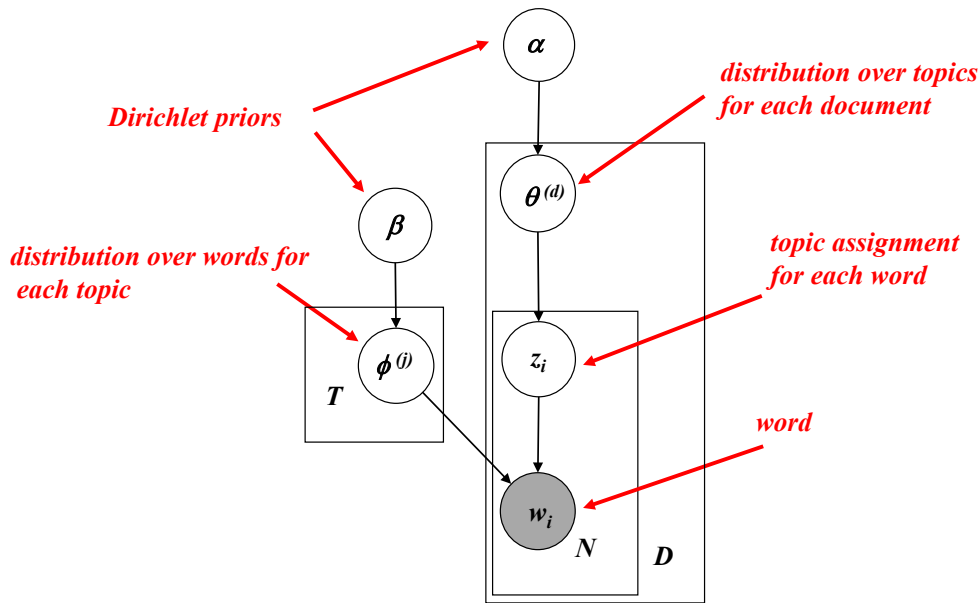 α
distribution over topics
for each document
Dirichlet priors
θ(d)
β
distribution over words for
each topic
topic assignment
for each word
zi
ϕ(j)
T
word
wi
N
D